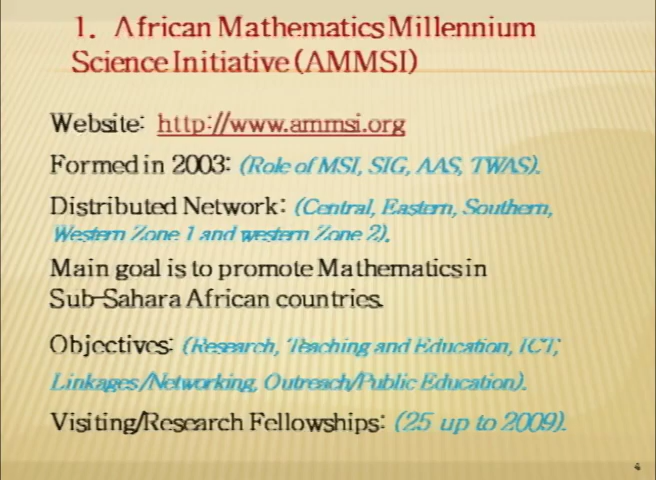 1. African Mathematics Millennium
Science Initiative (AMMSI)
Website: http://www.ammsi.org
Formed in 2003: (Role of MSI, SIG, AAS, TWAS).
Distributed Network: (Central, Eastern, Southern,
Western Zone 1 and western Zone 2).
Main goal is to promote Mathematics in
Sub-Sahara African countries.
Objectives: (Research, Teaching and Education, ICT,
Linkages/Networking, Outreach/Public Education).
Visiting/Research Fellowships: (25 up to 2009).
4